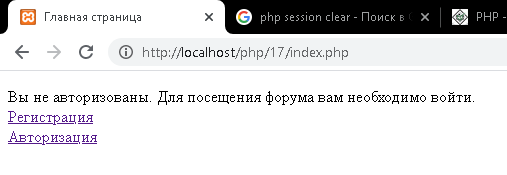 Главная страница
php session clear - Поиск в
PHP -
http://localhost/php/17/index.php
Вы не авторизованы. Для посещения форума вам необходимо войти.
Регистрация
Авторизация